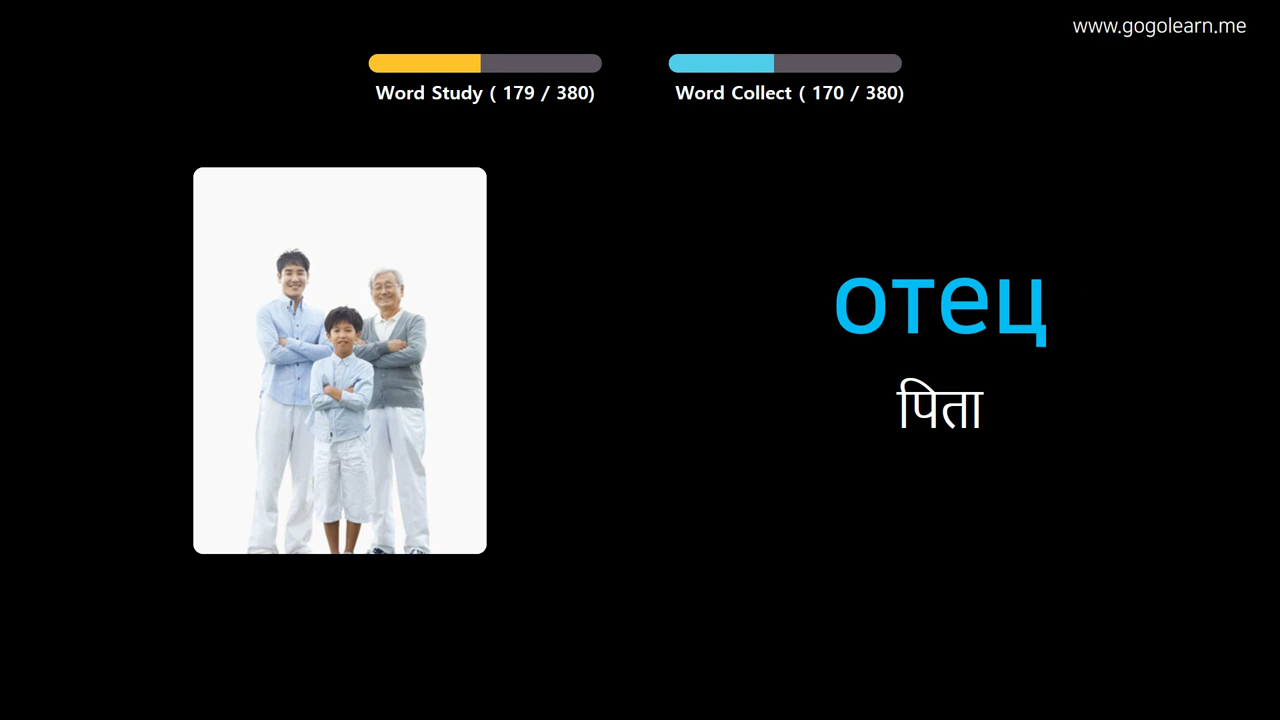 www.gogolearn.me
Word Study ( 179 / 380)
Word Collect ( 170 / 380)
отец
पिता